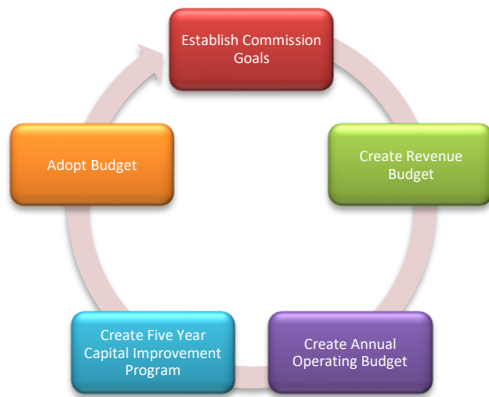 Establish Commission
Goals
Create Revenue
Budget
Create Annual
Operating Budget
Create Five Year
Capital Improvement
Program
Adopt Budget